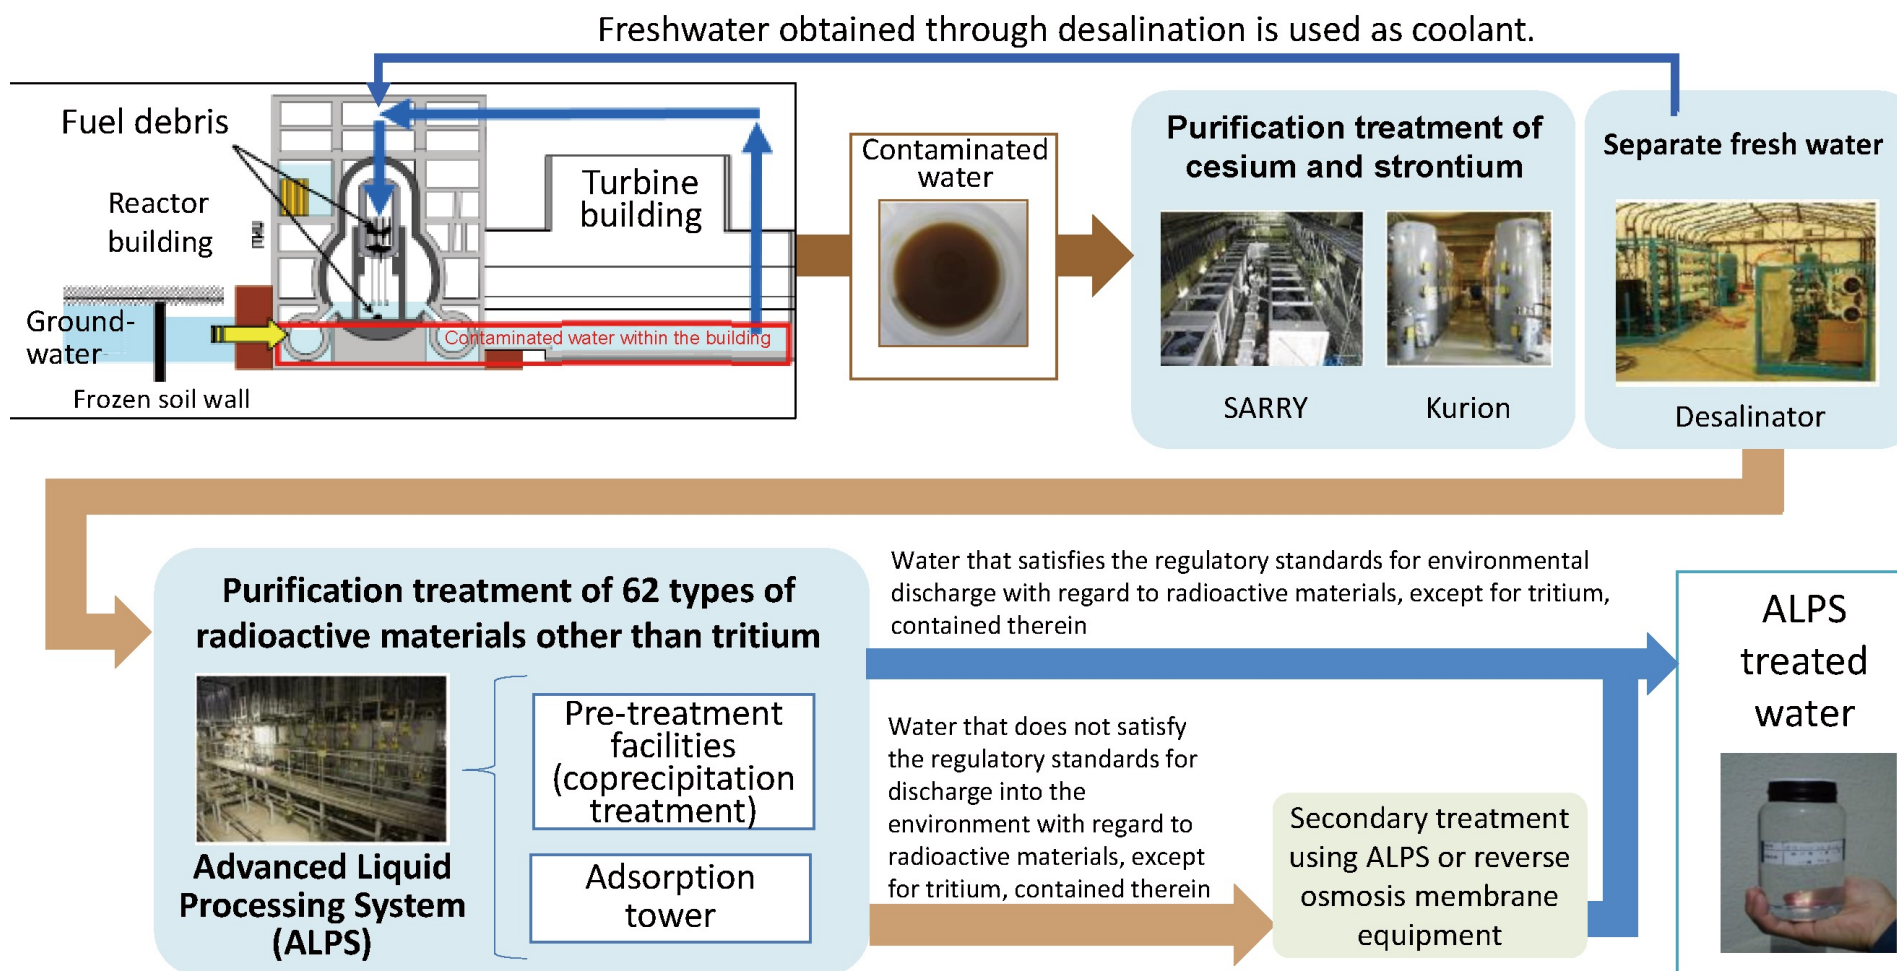 Freshwater obtained through desalination is used as coolant.
Fuel debris
Reactor
building
Ground-
water
Frozen soil wall
Turbine
building
Contaminated water within the building
Contaminated
water
Purification treatment of
cesium and strontium
SARRY
Kurion
Separate fresh water
Desalinator
Purification treatment of 62 types of
radioactive materials other than tritium
Advanced Liquid
Processing System
(ALPS)
Pre-treatment
facilities
(coprecipitation
treatment)
Adsorption
tower
Water that satisfies the regulatory standards for environmental
discharge with regard to radioactive materials, except for tritium,
contained therein
Water that does not satisfy
the regulatory standards for
discharge into the
environment with regard to
radioactive materials, except
for tritium, contained therein
Secondary treatment
using ALPS or reverse
osmosis membrane
equipment
ALPS
treated
water